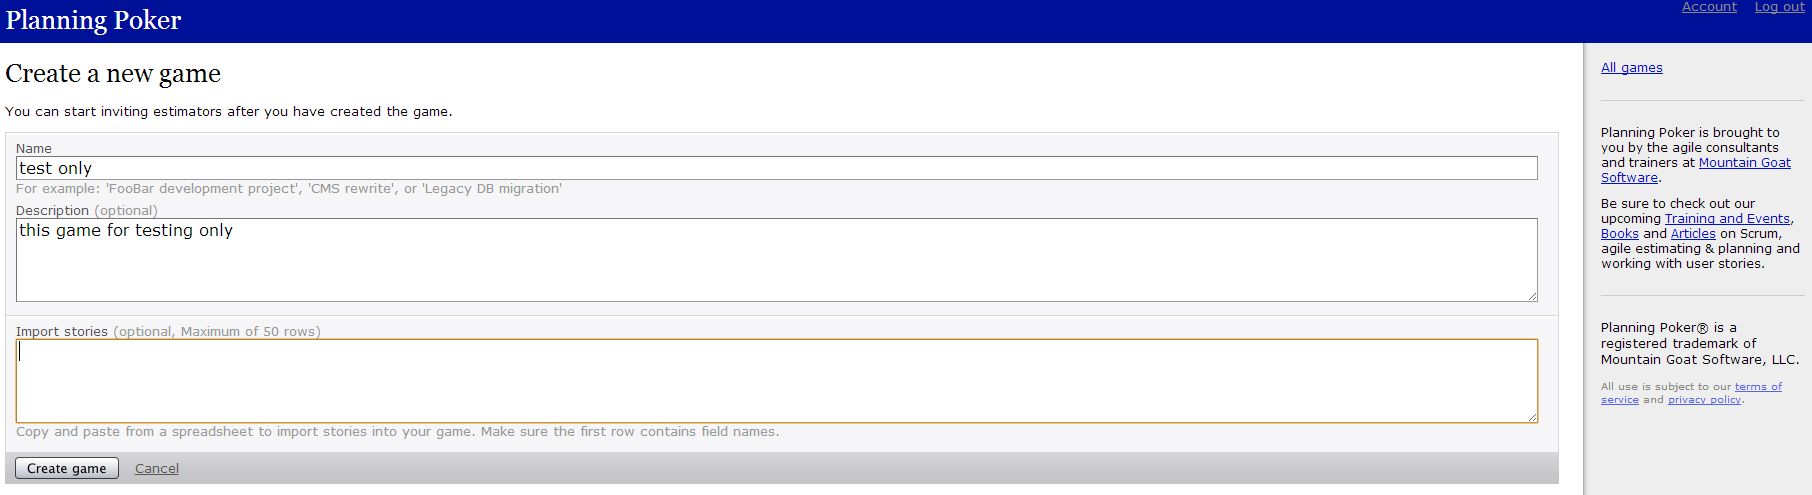 Planning Poker
Account Log out
Create a new game
You can start inviting estimators after you have created the game.
Name
test only
For example: 'FooBar development project', 'CMS rewrite', or 'Legacy DB migration'
Description (optional)
this game for testing only
Import stories (optional, Maximum of 50 rows)
Copy and paste from a spreadsheet to import stories into your game. Make sure the first row contains field names.
Create game Cancel
All games
Planning Poker is brought to
you by the agile consultants
and trainers at Mountain Goat
Software.
Be sure to check out our
upcoming Training and Events,
Books and Articles on Scrum,
agile estimating & planning and
working with user stories.
Planning Poker® is a
registered trademark of
Mountain Goat Software, LLC.
All use is subject to our terms of
service and privacy policy.